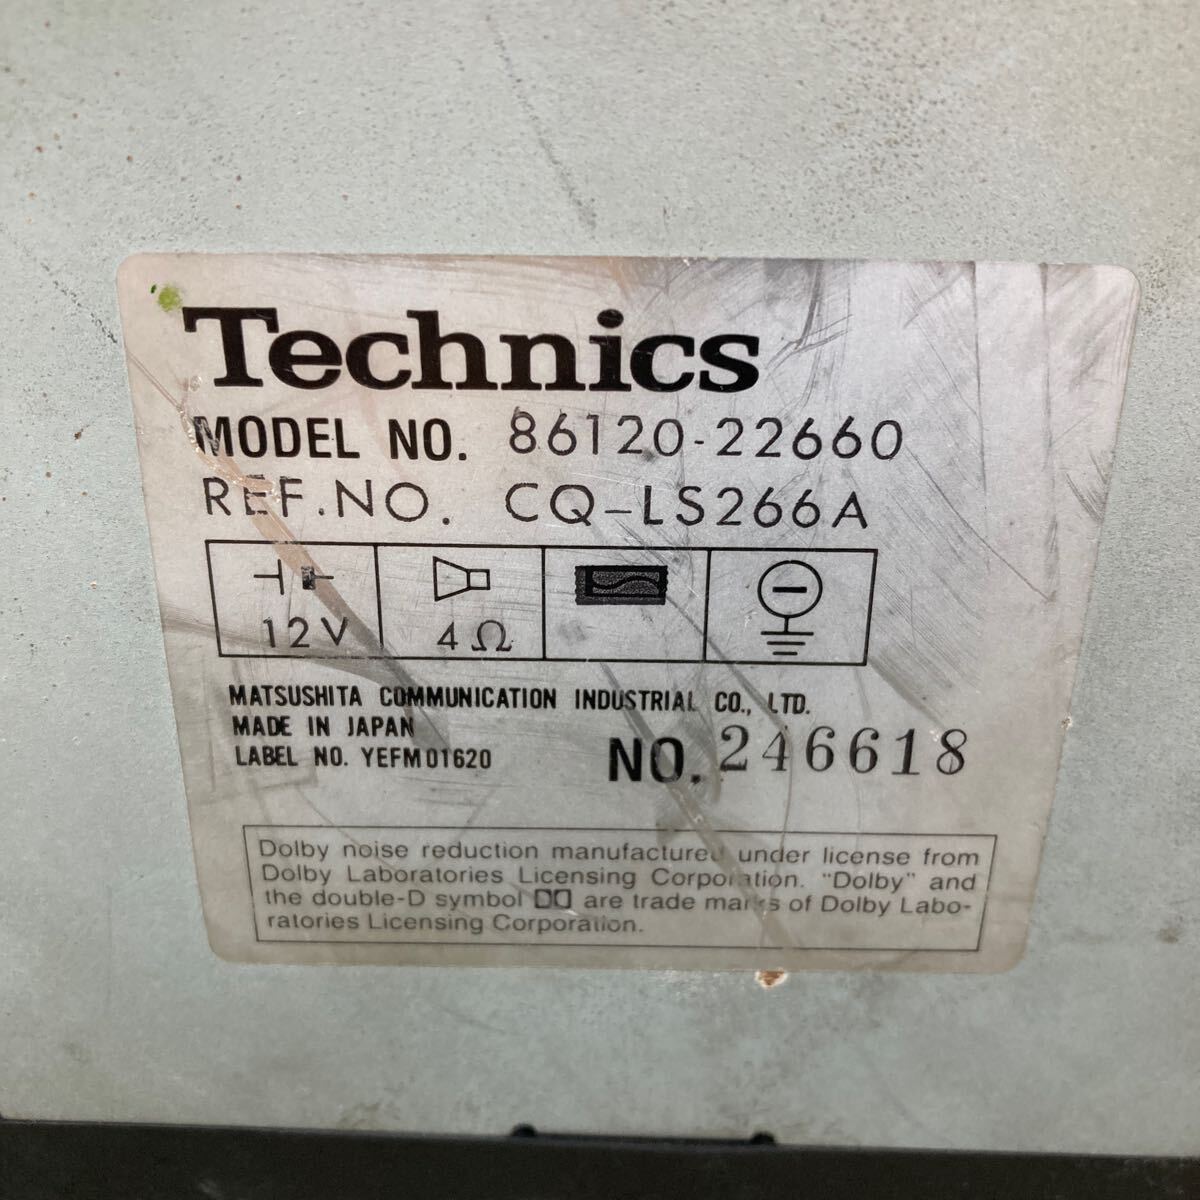 Technics
MODEL NO. 86120-22660
REF.NO. CQ-LS266A
12V 4Ω
MATSUSHITA COMMUNICATION INDUSTRIAL CO., LTD.
MADE IN JAPAN
LABEL NO. YEFM01620
NO. 246618
Dolby noise reduction manufactured under license from
Dolby Laboratories Licensing Corporation. "Dolby" and
the double-D symbol are trade marks of Dolby Labo-
ratories Licensing Corporation.